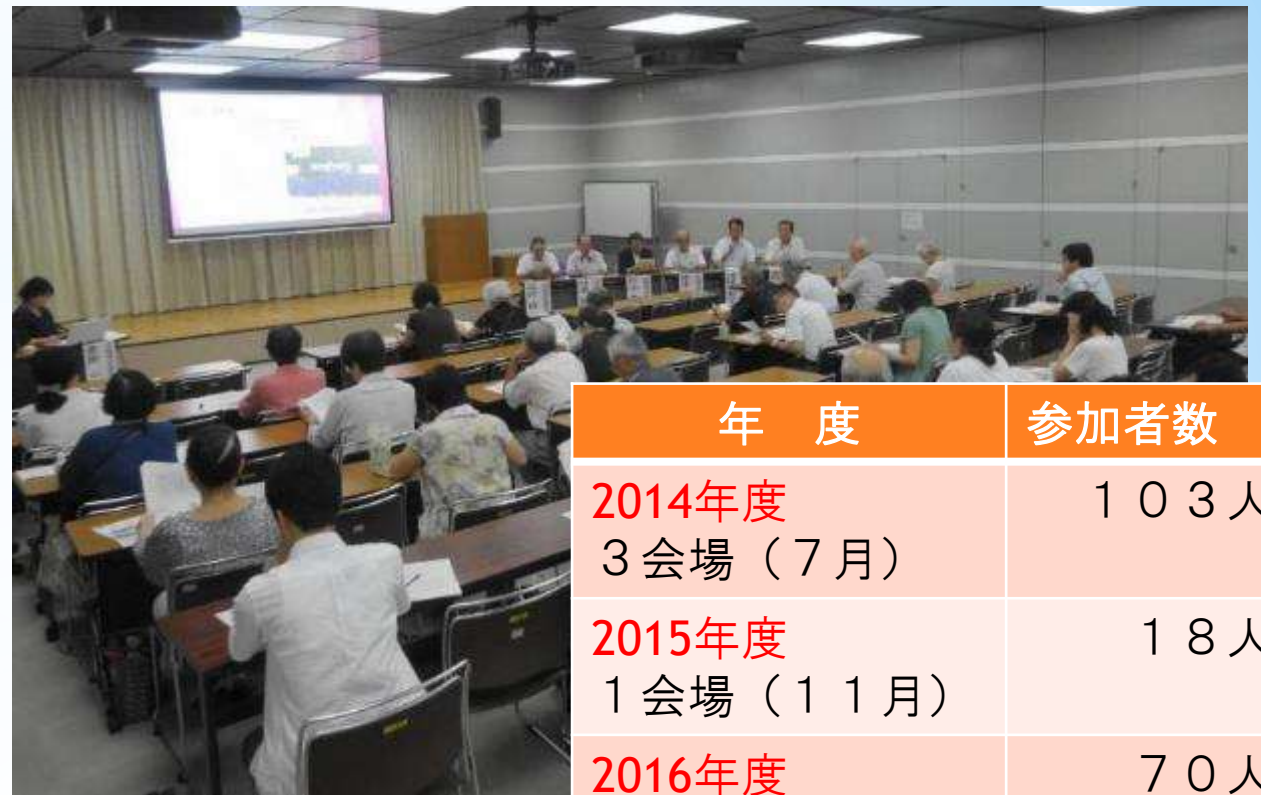 年　度　参加者数
2014年度　１０３人
３会場（７月）
2015年度　１８人
１会場（１１月）
2016年度　７０人